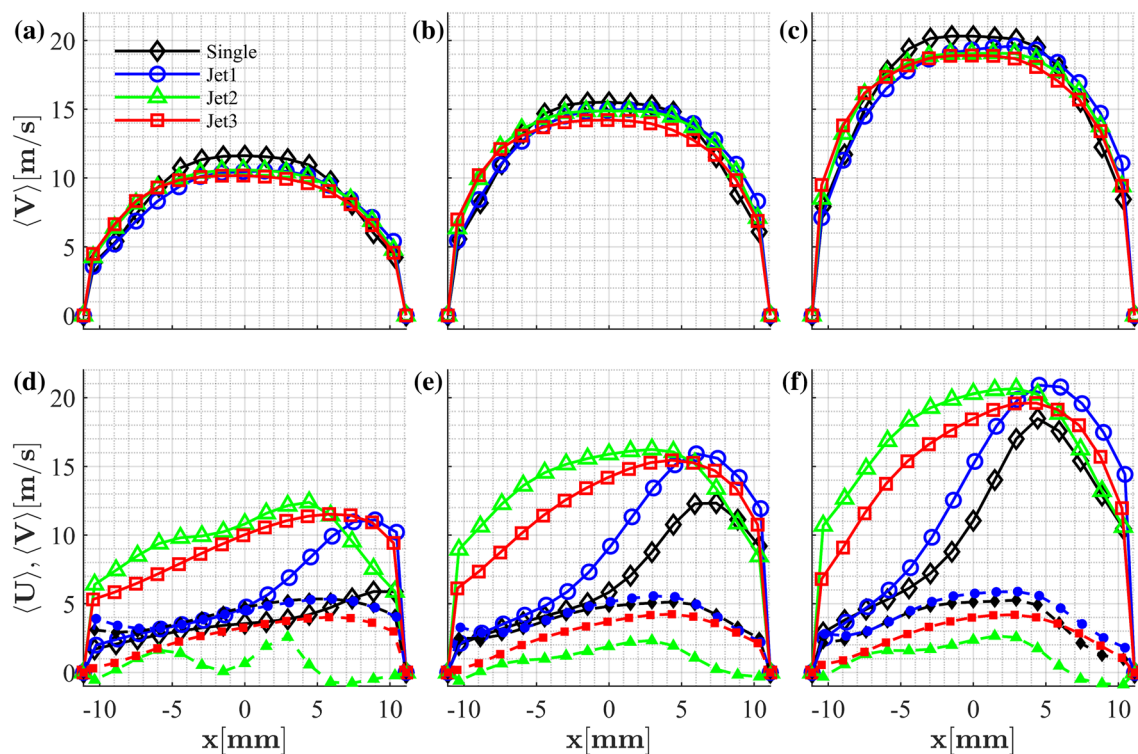 (a) (b) (c)
Single
Jet1
Jet2
Jet3
⟨V⟩[m/s]
20
15
10
5
0
(d) (e) (f)
⟨U⟩, ⟨V⟩[m/s]
20
15
10
5
0
-10 -5 0 5 10 -10 -5 0 5 10 -10 -5 0 5 10
x[mm] x[mm] x[mm]